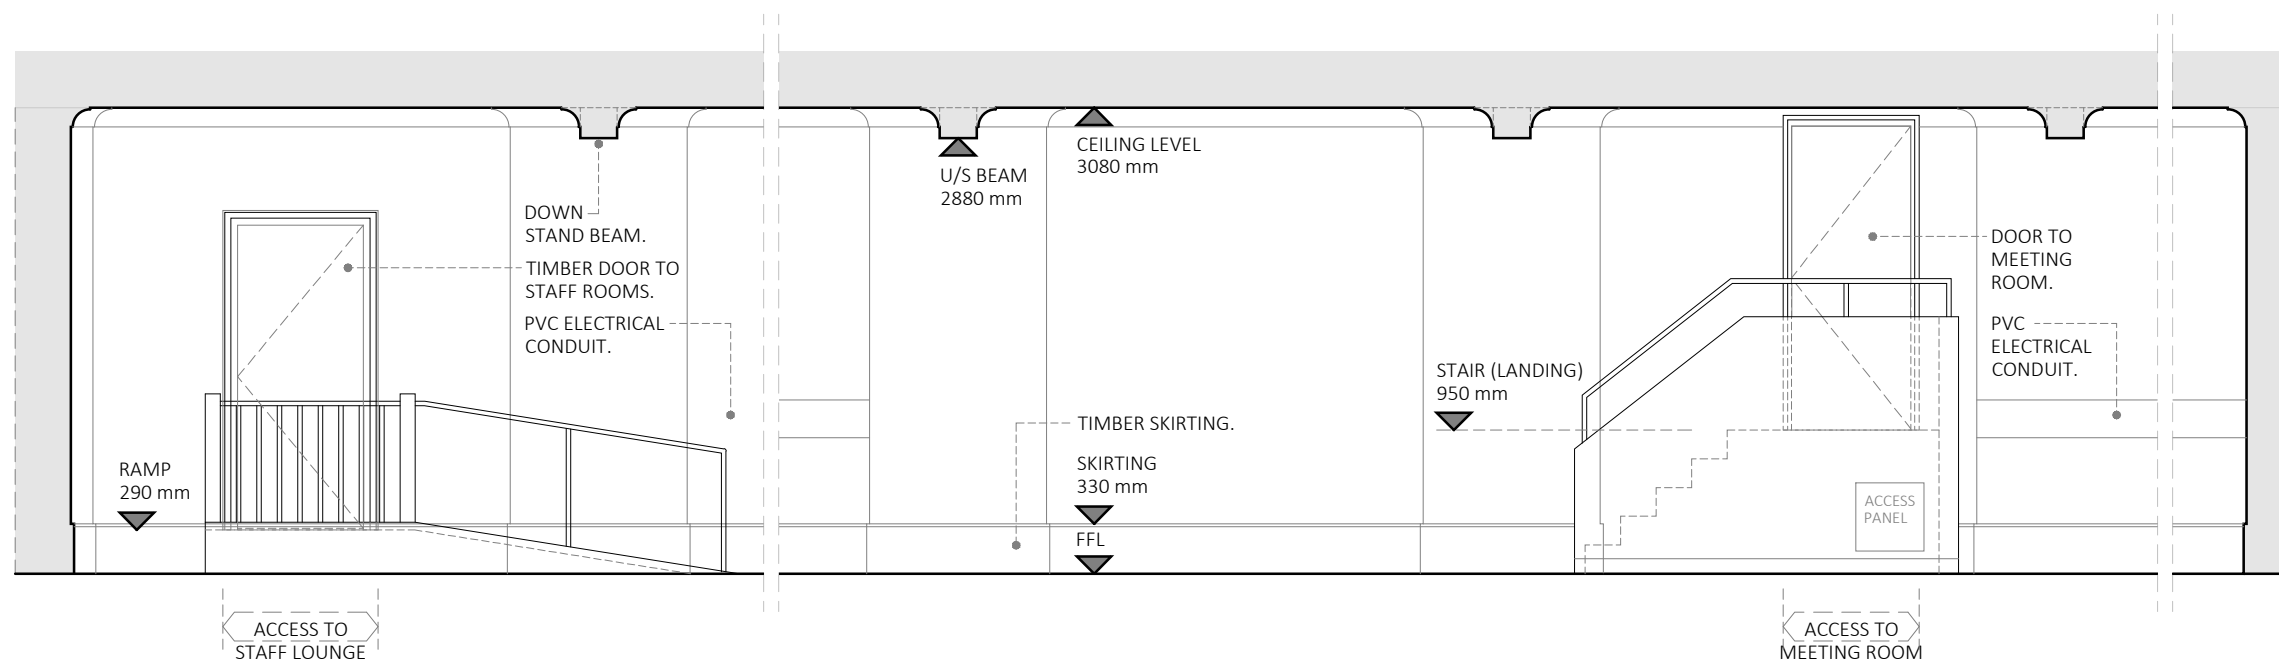 CEILING LEVEL
3080 mm
U/S BEAM
2880 mm
DOWN
STAND BEAM.
TIMBER DOOR TO
STAFF ROOMS.
PVC ELECTRICAL
CONDUIT.
DOOR TO
MEETING
ROOM.
PVC
ELECTRICAL
CONDUIT.
STAIR (LANDING)
950 mm
TIMBER SKIRTING.
RAMP
290 mm
SKIRTING
330 mm
FFL
ACCESS
PANEL
ACCESS TO
STAFF LOUNGE
ACCESS TO
MEETING ROOM